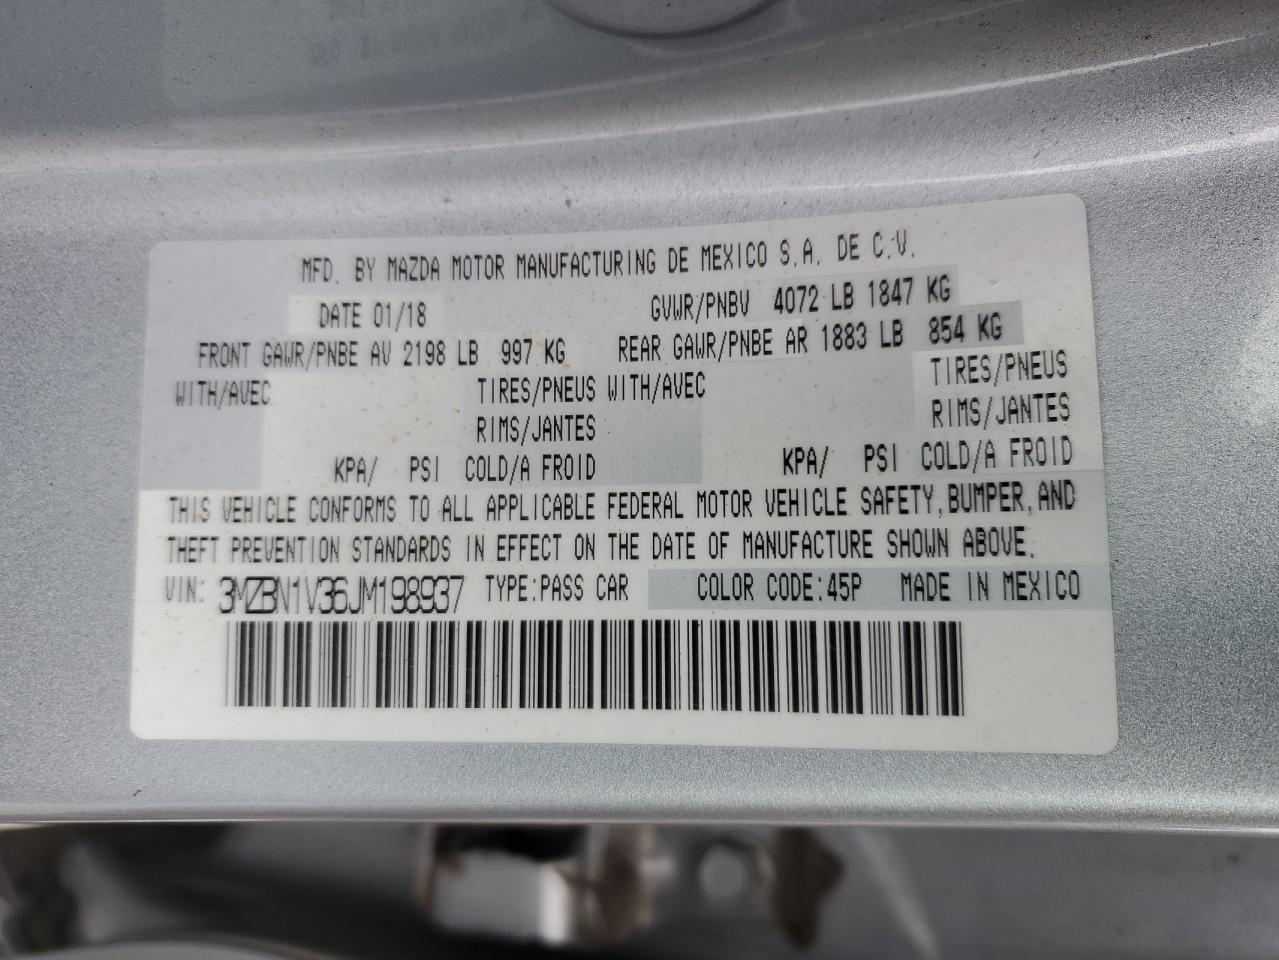 MFD. BY MAZDA MOTOR MANUFACTURING DE MEXICO S.A. DE C.V.
DATE 01/18 GVWR/PNBV 4072 LB 1847 KG
FRONT GAWR/PNBE AV 2198 LB 997 KG REAR GAWR/PNBE AR 1883 LB 854 KG
WITH/AVEC TIRES/PNEUS WITH/AVEC TIRES/PNEUS
RIMS/JANTES RIMS/JANTES
KPA/ PSI COLD/A FROID KPA/ PSI COLD/A FROID
THIS VEHICLE CONFORMS TO ALL APPLICABLE FEDERAL MOTOR VEHICLE SAFETY, BUMPER, AND
THEFT PREVENTION STANDARDS IN EFFECT ON THE DATE OF MANUFACTURE SHOWN ABOVE.
VIN: 3MZBN1V36JM198937 TYPE:PASS CAR COLOR CODE:45P MADE IN MEXICO